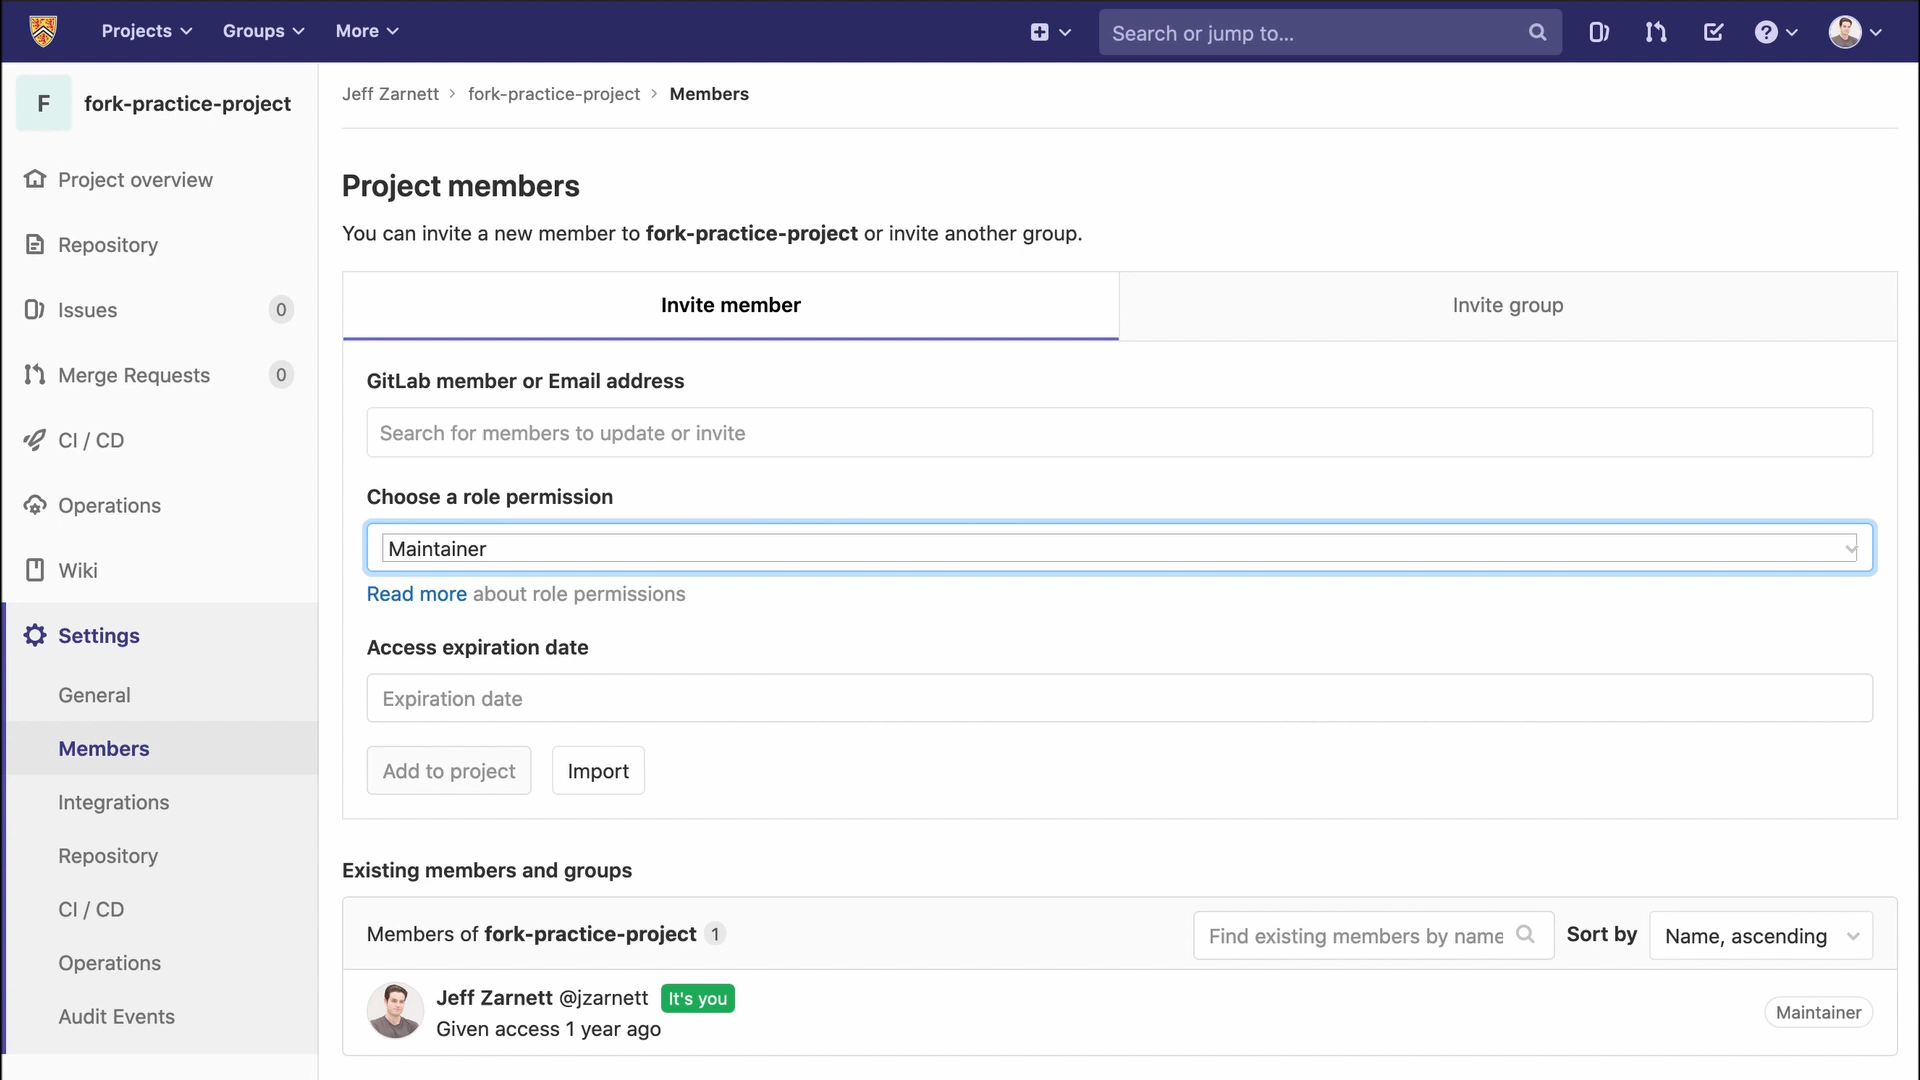 Projects Groups More Search or jump to...
F fork-practice-project
Project overview
Repository
Issues 0
Merge Requests 0
CI / CD
Operations
Wiki
Settings
General
Members
Integrations
Repository
CI / CD
Operations
Audit Events
Jeff Zarnett > fork-practice-project > Members
Project members
You can invite a new member to fork-practice-project or invite another group.
Invite member Invite group
GitLab member or Email address
Search for members to update or invite
Choose a role permission
Maintainer
Read more about role permissions
Access expiration date
Expiration date
Add to project Import
Existing members and groups
Members of fork-practice-project 1 Find existing members by name Sort by Name, ascending
Jeff Zarnett @jzarnett It's you
Given access 1 year ago
Maintainer